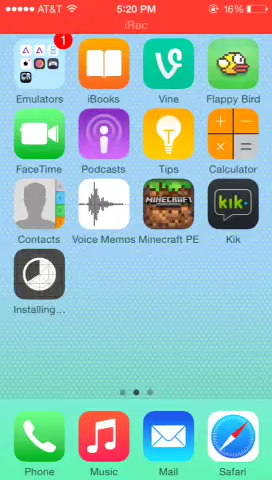 AT&T 5:20 PM 16%
iRec
1
Emulators iBooks Vine Flappy Bird
FaceTime Podcasts Tips Calculator
MINECRAFT kik
Contacts Voice Memos Minecraft PE Kik
Installing...
Phone Music Mail Safari